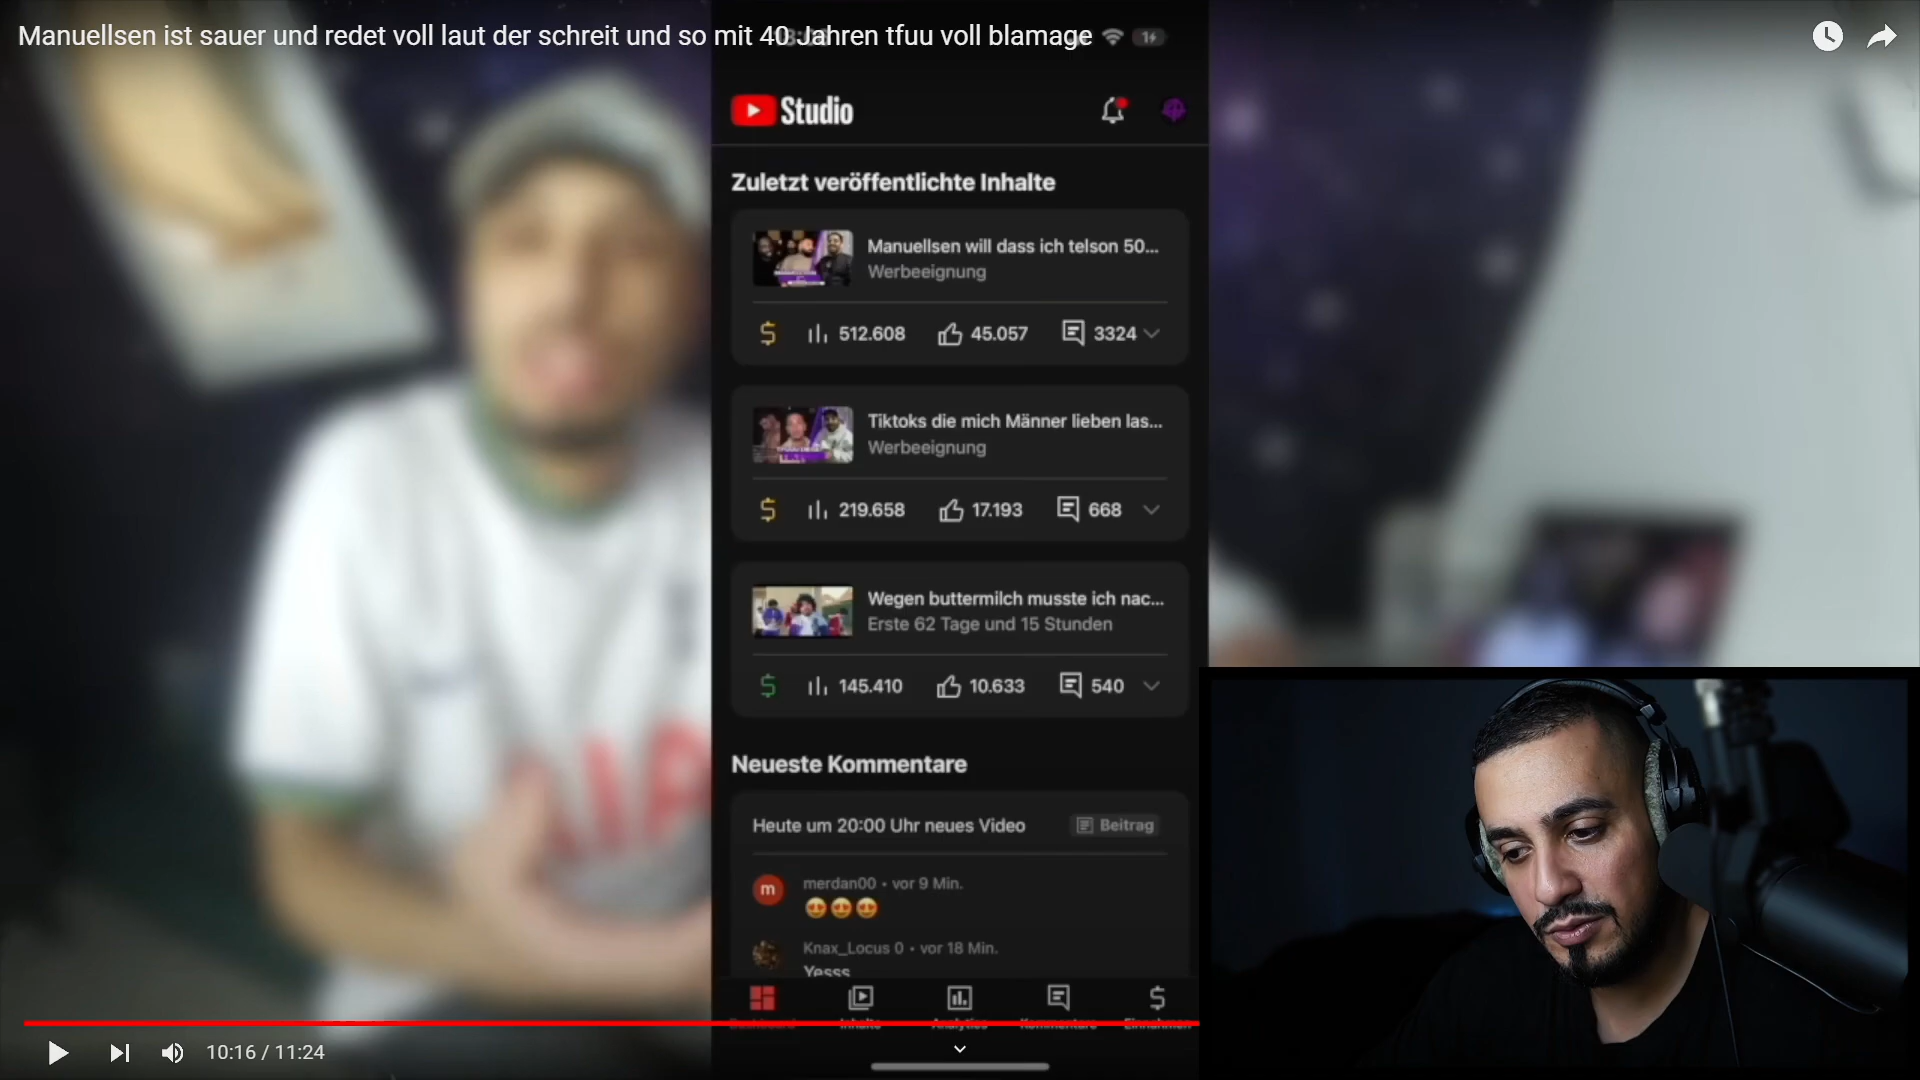 Manuellsen ist sauer und redet voll laut der schreit und so mit 40 Jahren tfuu voll blamage
Studio
Zuletzt veröffentlichte Inhalte
Manuellsen will dass ich telson 50...
Werbeeignung
512.608 45.057 3324
Tiktoks die mich Männer lieben las...
Werbeeignung
219.658 17.193 668
Wegen buttermilch musste ich nac...
Erste 62 Tage und 15 Stunden
145.410 10.633 540
Neueste Kommentare
Heute um 20:00 Uhr neues Video Beitrag
m merdan00 • vor 9 Min.
Knax_Locus 0 • vor 18 Min.
Yesss
Inhalte Analytics Kommentare Einnahmen
10:16 / 11:24